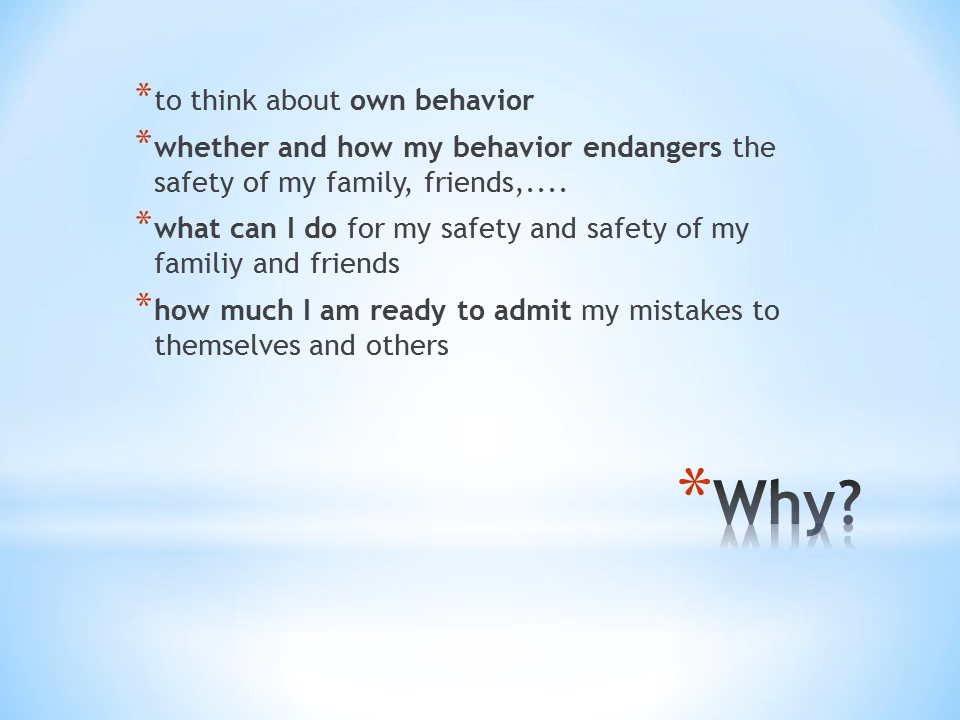 * to think about own behavior
* whether and how my behavior endangers the
safety of my family, friends,....
* what can I do for my safety and safety of my
familiy and friends
* how much I am ready to admit my mistakes to
themselves and others
* Why?